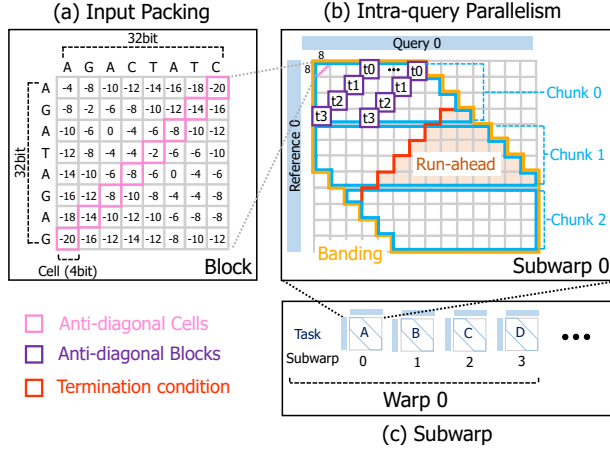 (a) Input Packing
32bit
A G A C T A T C
32bit
A -4 -8 -10 -12 -14 -16 -18 -20
G -8 -2 -6 -8 -10 -12 -14 -16
A -10 -6 0 -4 -6 -8 -10 -12
T -12 -8 -4 -4 -2 -6 -6 -10
A -14 -10 -6 -8 -6 0 -4 -6
G -16 -12 -8 -10 -10 -4 -4 -8
A -18 -14 -10 -12 -10 -6 -8 -8
G -20 -16 -12 -14 -12 -10 -10 -12
Cell (4bit)
Block
Anti-diagonal Cells
Anti-diagonal Blocks
Termination condition
(b) Intra-query Parallelism
Query 0
8
8
Reference 0
t0 ••• t0
t1 t1
t2 t2
t3 t3
Chunk 0
Chunk 1
Run-ahead
Chunk 2
Banding
Subwarp 0
Task A B C D •••
Subwarp 0 1 2 3
Warp 0
(c) Subwarp